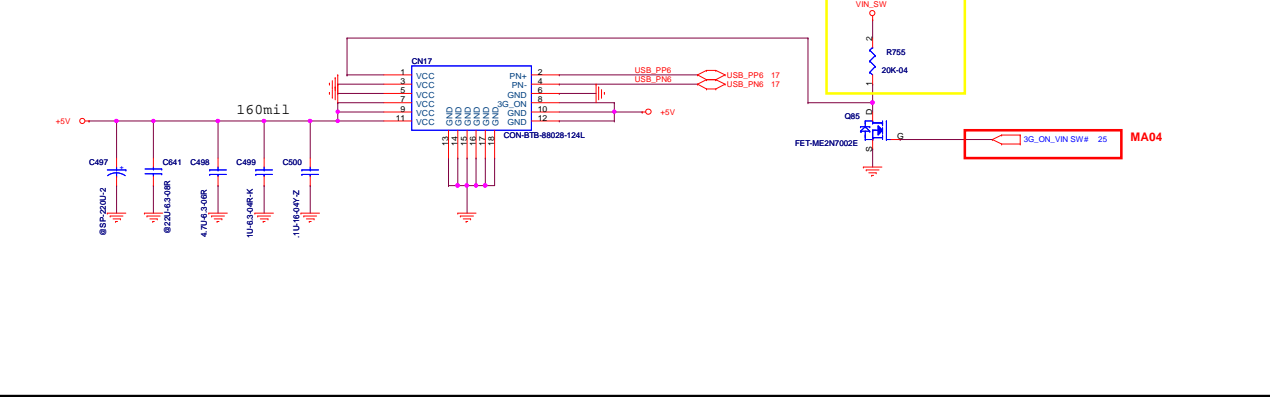 VIN_SW
2
R755
20K-04
1
CN17
1 VCC PN+ 2 USB_PP6 USB_PP6 17
3 VCC PN- 4 USB_PN6 USB_PN6 17
5 VCC GND 6
7 VCC 3G_ON 8
9 VCC GND 10 +5V
11 VCC GND 12
GND GND GND GND GND GND
13 14 15 16 17 18
CON-BTB-88028-124L
+5V
160mil
Q85
D
G
S
FET-ME2N7002E
3G_ON_VIN SW# 25
MA04
C497
@SP-220U-2
C641
@22U-6.3-08R
C498
4.7U-6.3-06R
C499
1U-6.3-04R-K
C500
.1U-16-04Y-Z